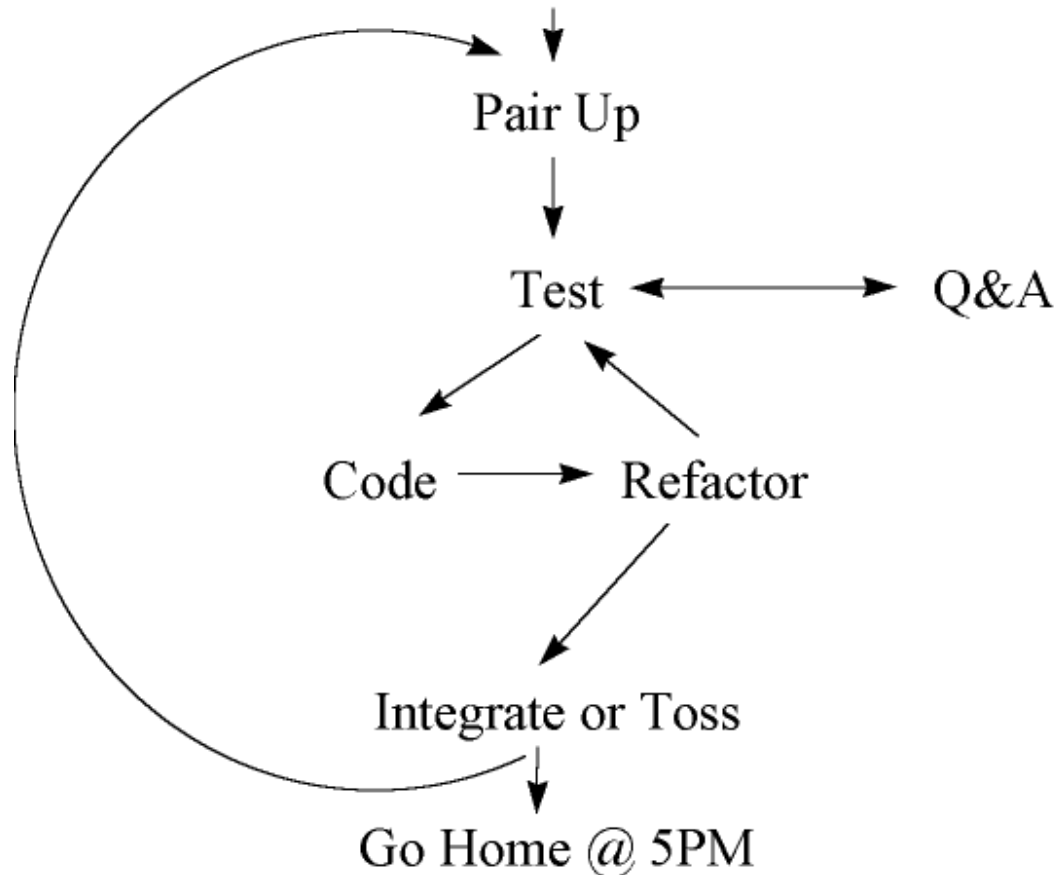 Pair Up
Test
Q&A
Code
Refactor
Integrate or Toss
Go Home @ 5PM